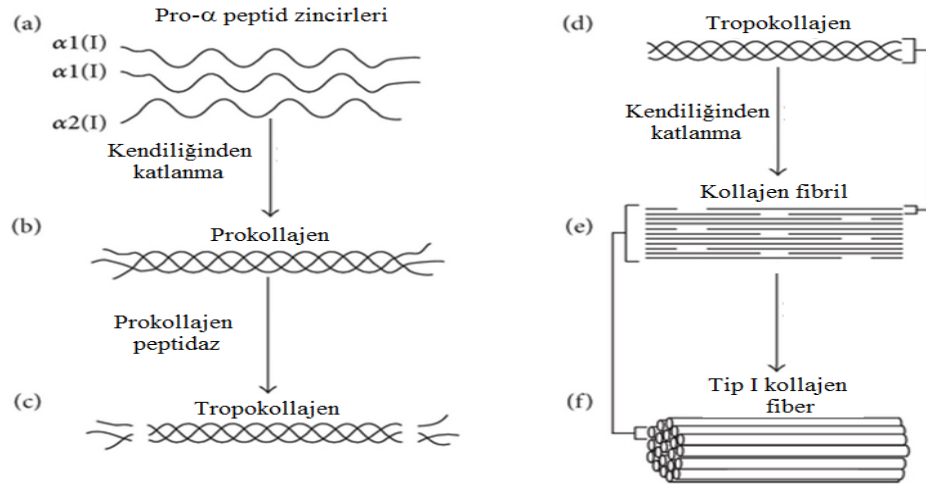 (a)
Pro-α peptid zincirleri
α1(I)
α1(I)
α2(I)
Kendiliğinden
katlanma
(b)
Prokollajen
Prokollajen
peptidaz
(c)
Tropokollajen
(d)
Tropokollajen
Kendiliğinden
katlanma
Kollajen fibril
(e)
Tip I kollajen
fiber
(f)